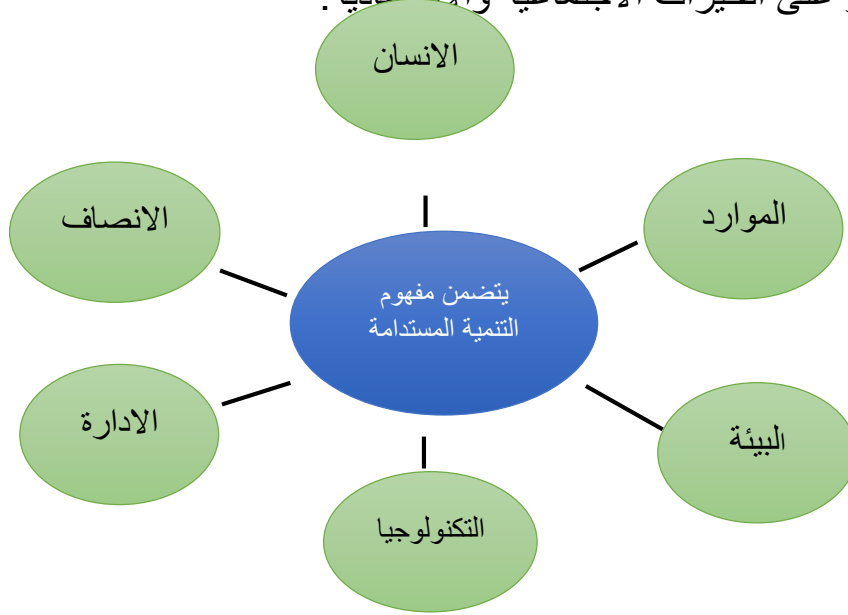 الانسان
الموارد
الانصاف
يتضمن مفهوم
التنمية المستدامة
الادارة
البيئة
التكنولوجيا